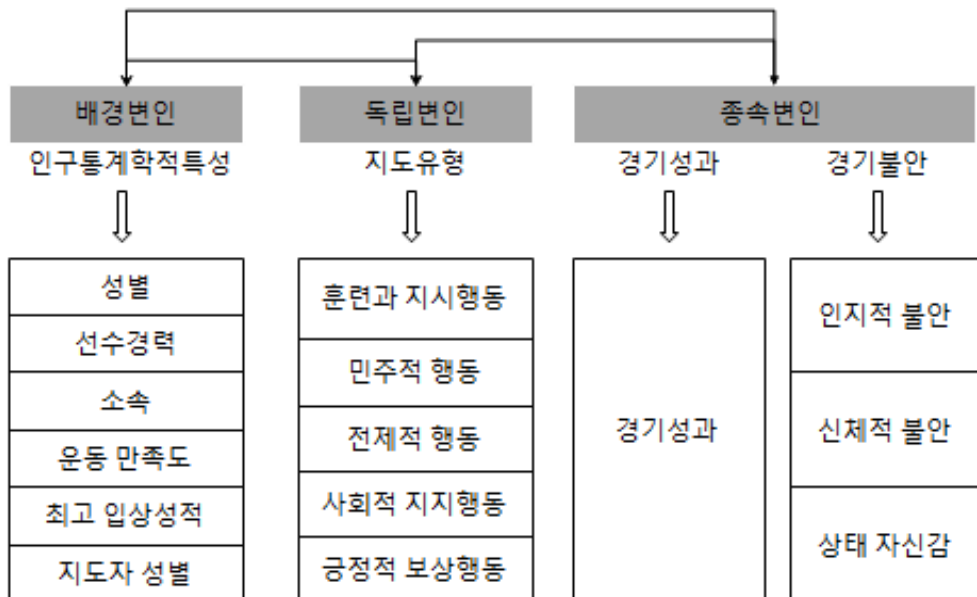 배경변인
독립변인
종속변인
인구통계학적특성
지도유형
경기성과
경기불안
성별
선수경력
소속
운동 만족도
최고 입상성적
지도자 성별
훈련과 지시행동
민주적 행동
전제적 행동
사회적 지지행동
긍정적 보상행동
경기성과
인지적 불안
신체적 불안
상태 자신감